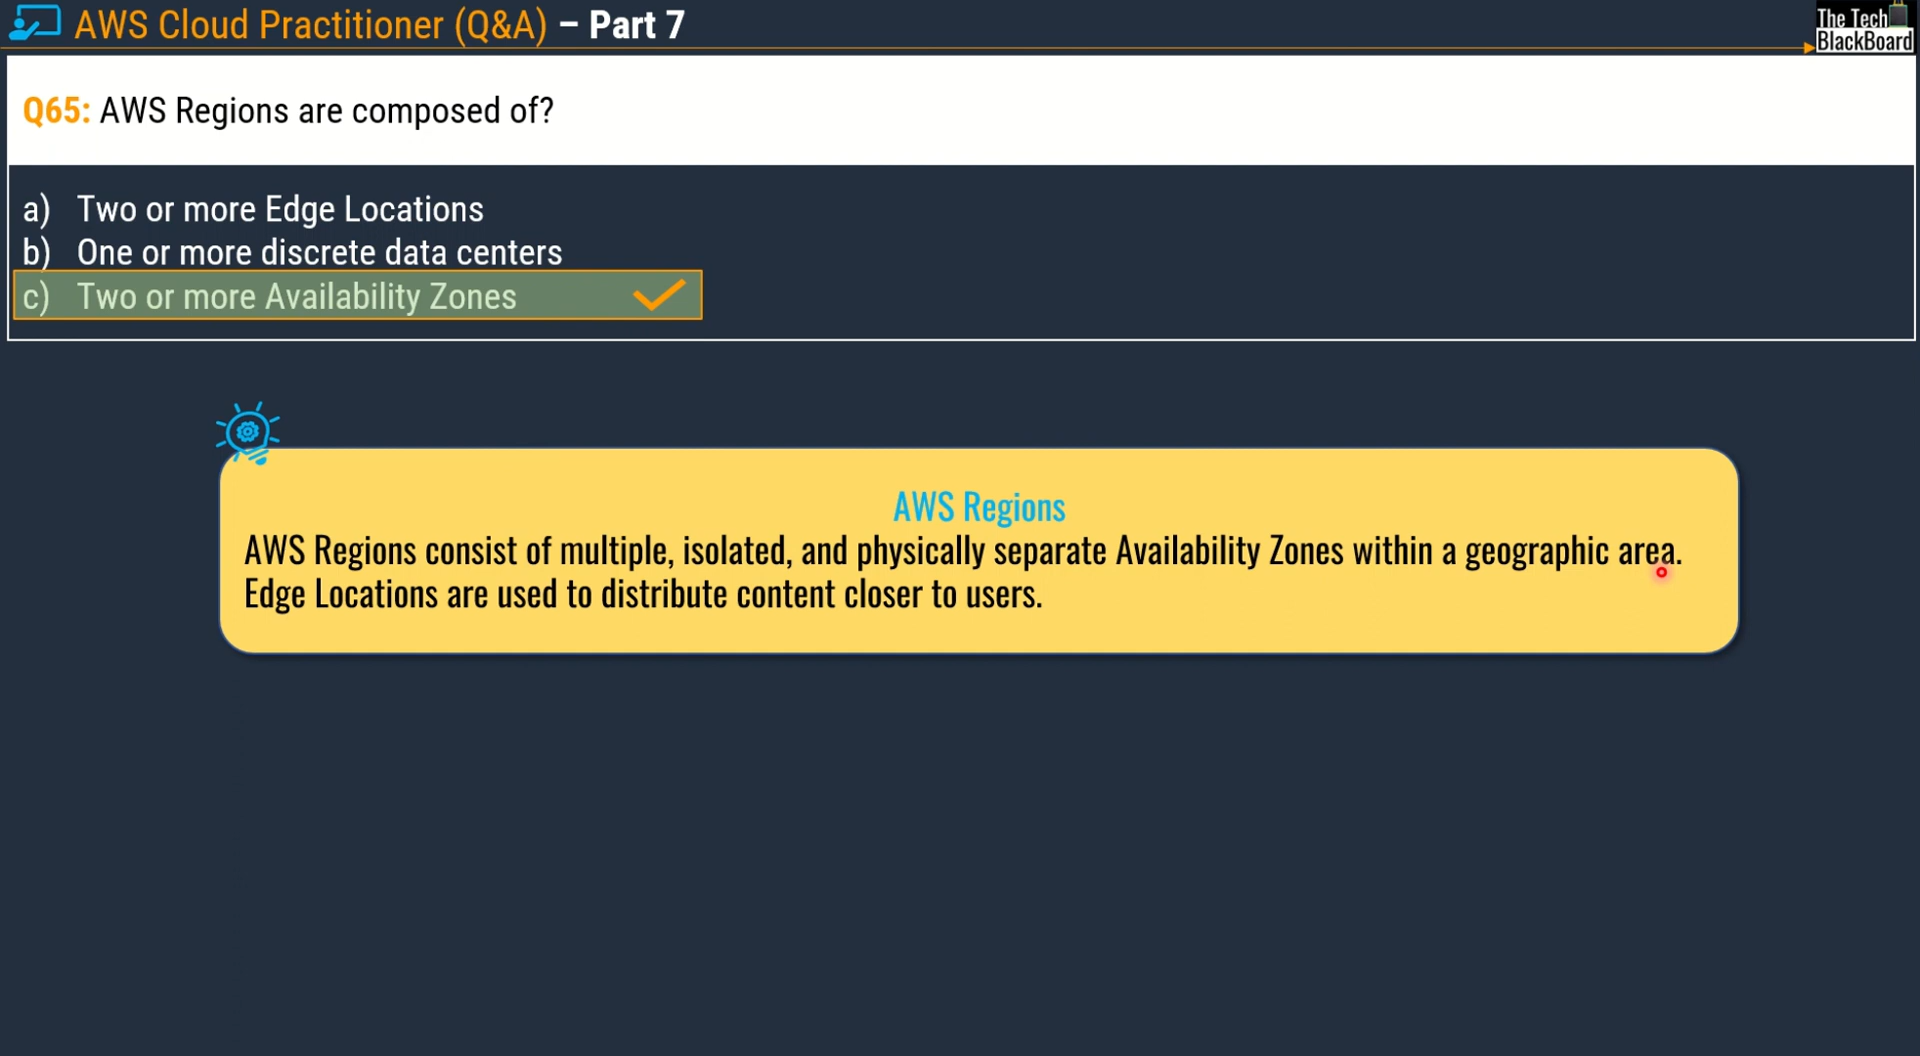 AWS Cloud Practitioner (Q&A) – Part 7
The Tech
BlackBoard
Q65: AWS Regions are composed of?
a) Two or more Edge Locations
b) One or more discrete data centers
c) Two or more Availability Zones
AWS Regions
AWS Regions consist of multiple, isolated, and physically separate Availability Zones within a geographic area.
Edge Locations are used to distribute content closer to users.